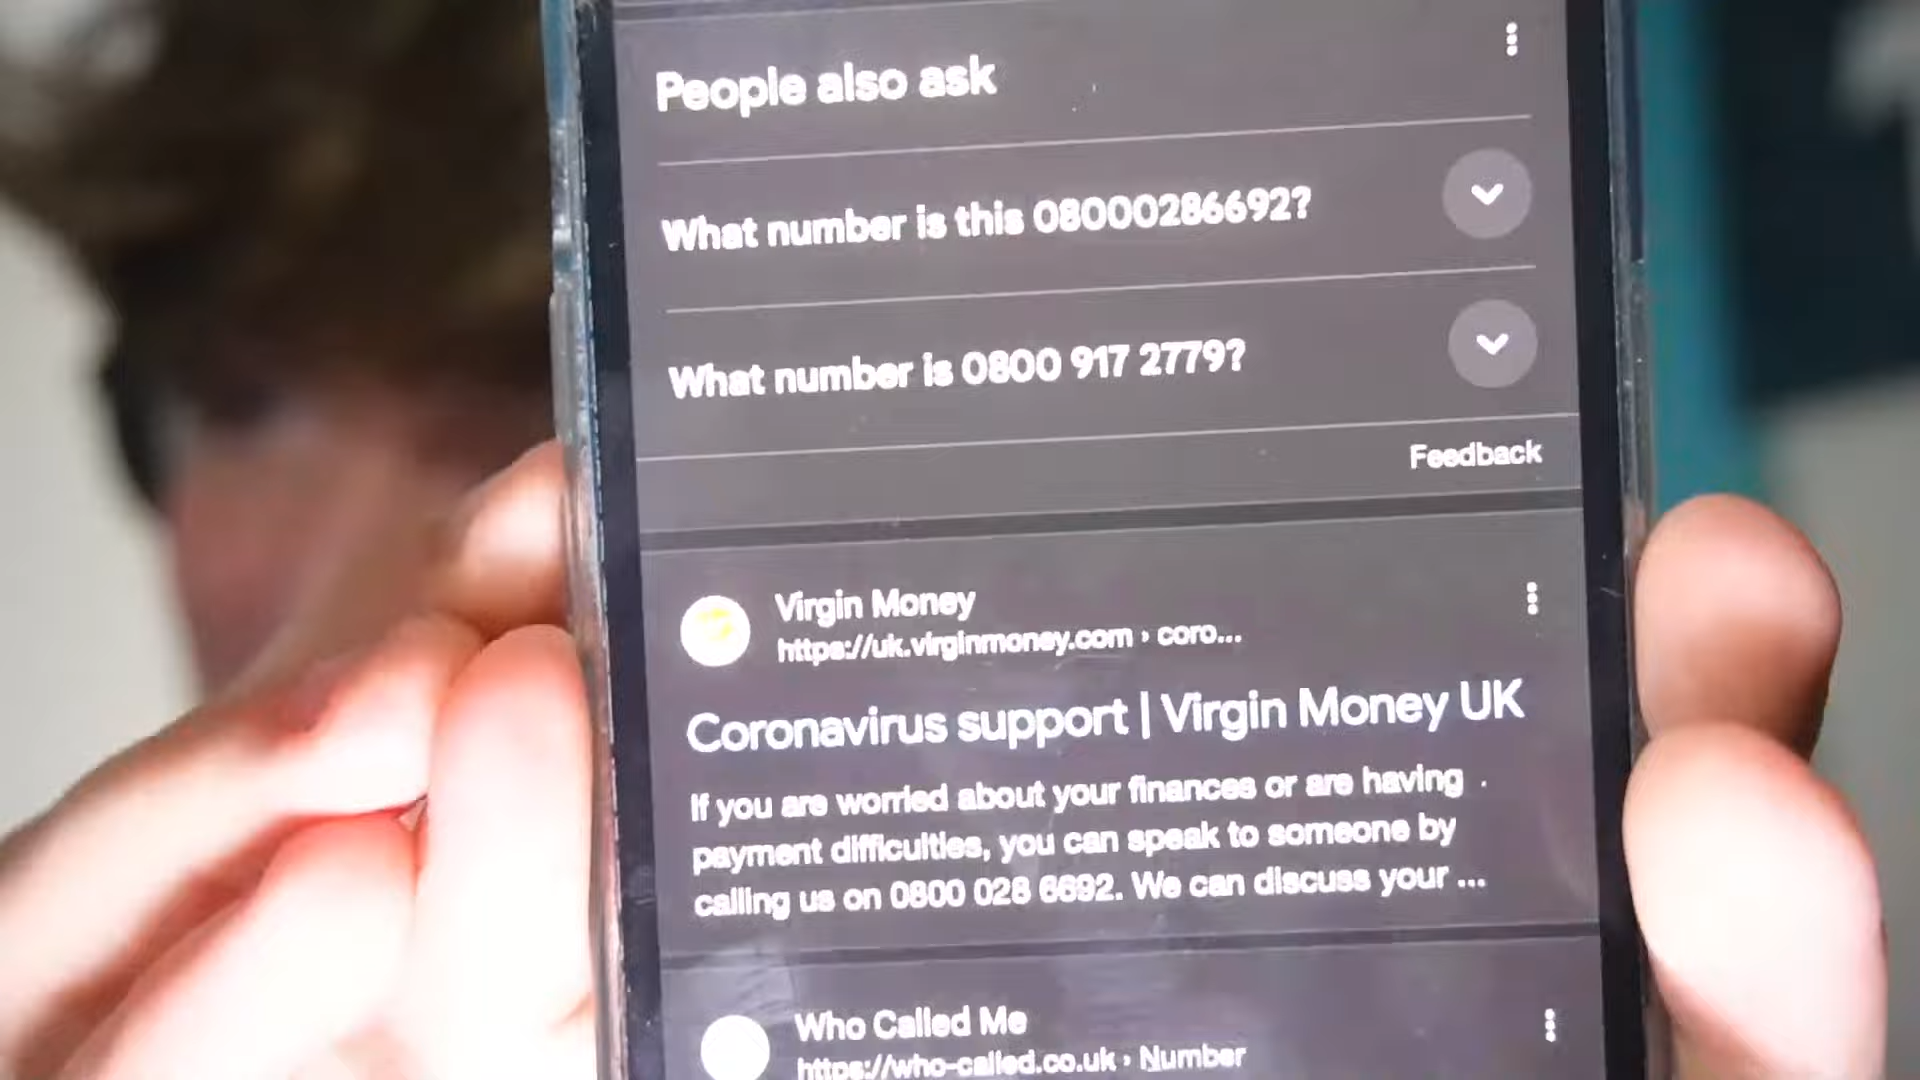 People also ask
What number is this 08000286692?
What number is 0800 917 2779?
Feedback
Virgin Money
https://uk.virginmoney.com › coro...
Coronavirus support | Virgin Money UK
If you are worried about your finances or are having
payment difficulties, you can speak to someone by
calling us on 0800 028 6692. We can discuss your ...
Who Called Me
https://who-called.co.uk › Number